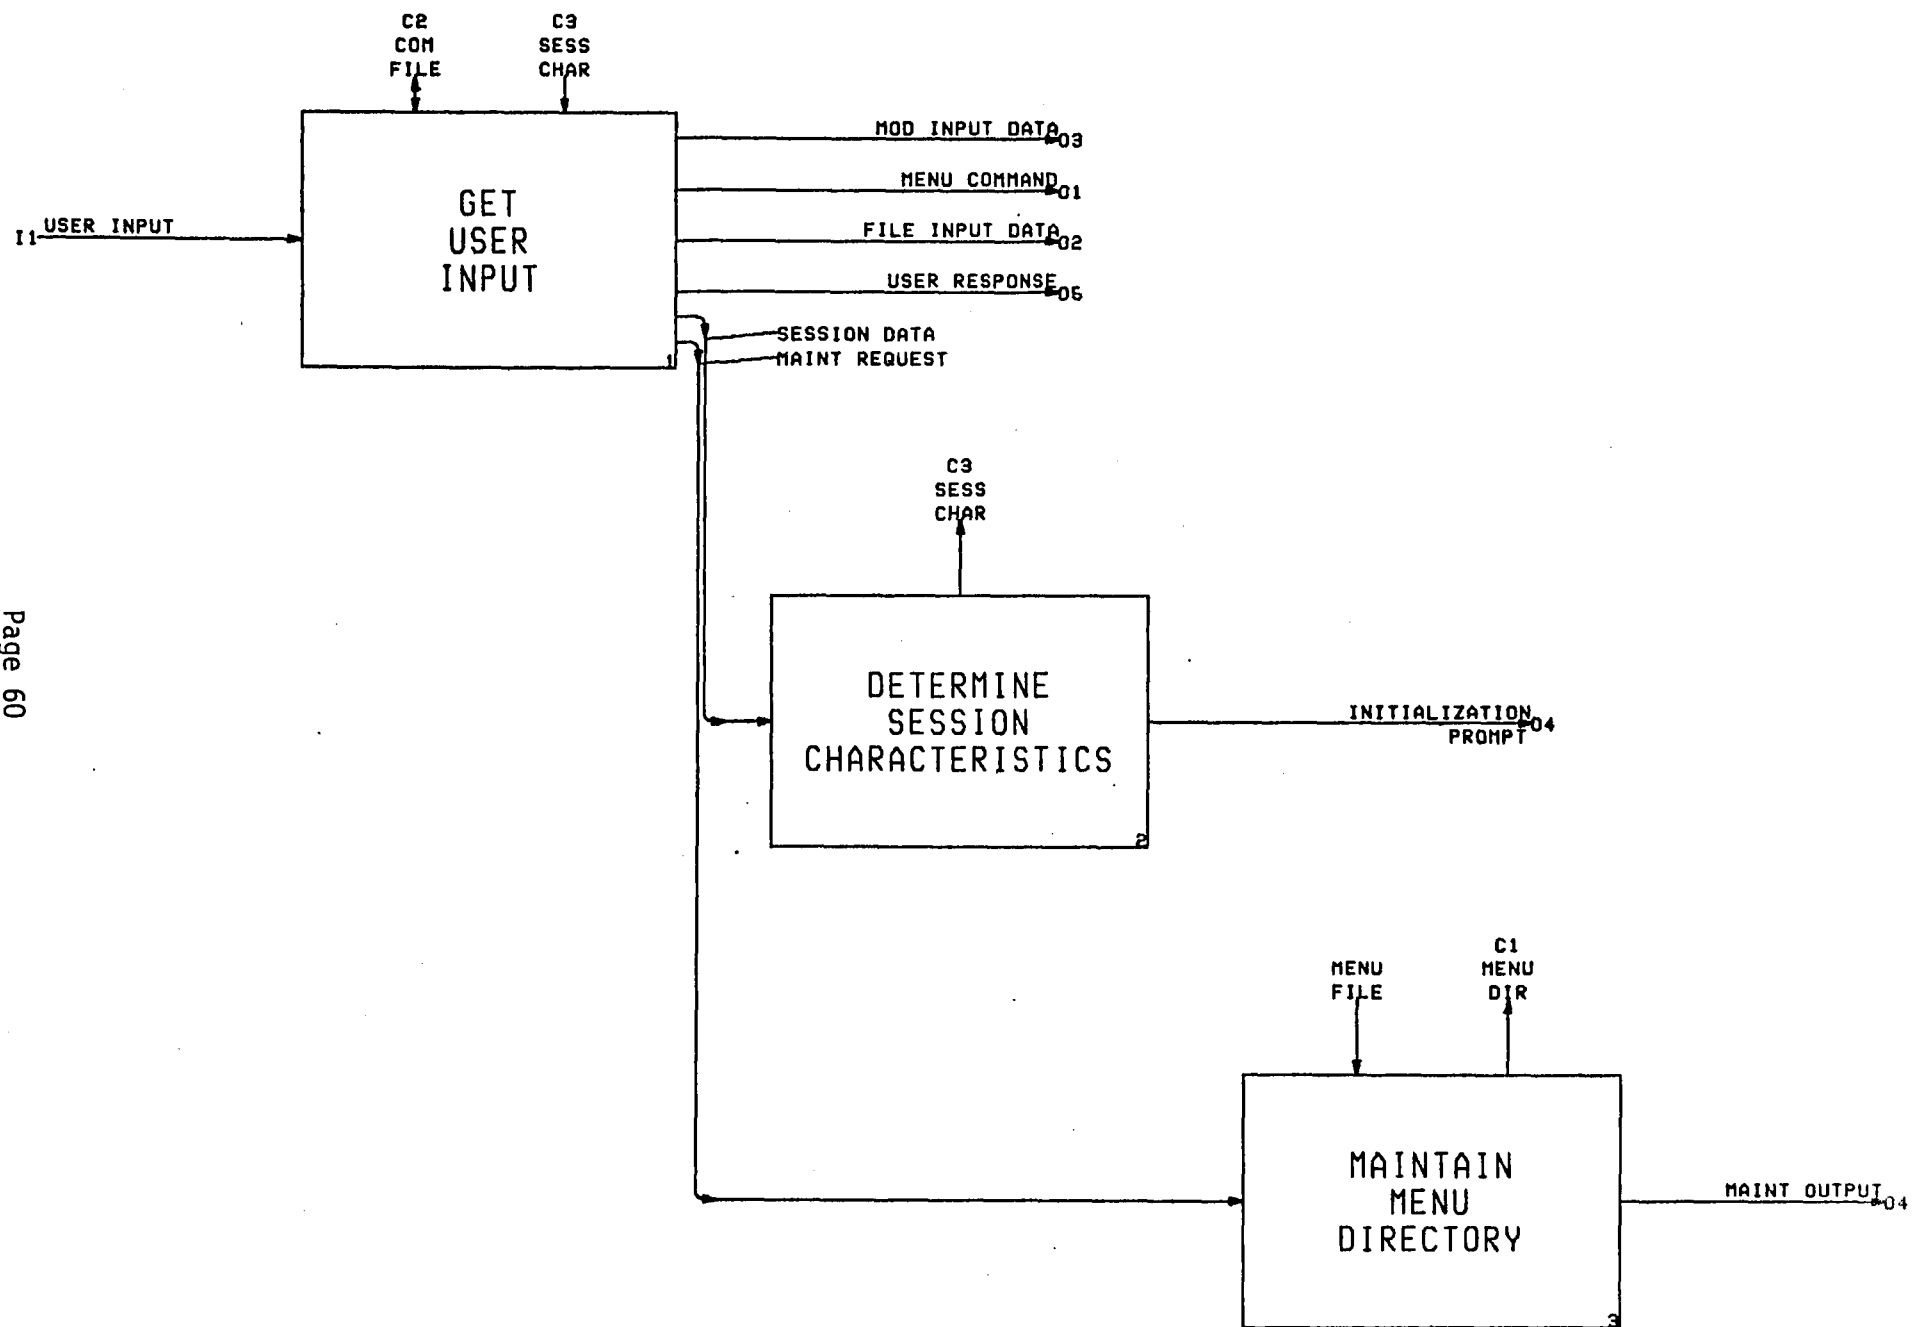 C2
COM
FILE
C3
SESS
CHAR
MOD INPUT DATA
O3
MENU COMMAND
O1
I1
USER INPUT
GET
USER
INPUT
FILE INPUT DATA
O2
USER RESPONSE
O5
SESSION DATA
MAINT REQUEST
1
C3
SESS
CHAR
Page 60
DETERMINE
SESSION
CHARACTERISTICS
2
INITIALIZATION
PROMPT
O4
MENU
FILE
C1
MENU
DIR
MAINTAIN
MENU
DIRECTORY
3
MAINT OUTPUT
O4